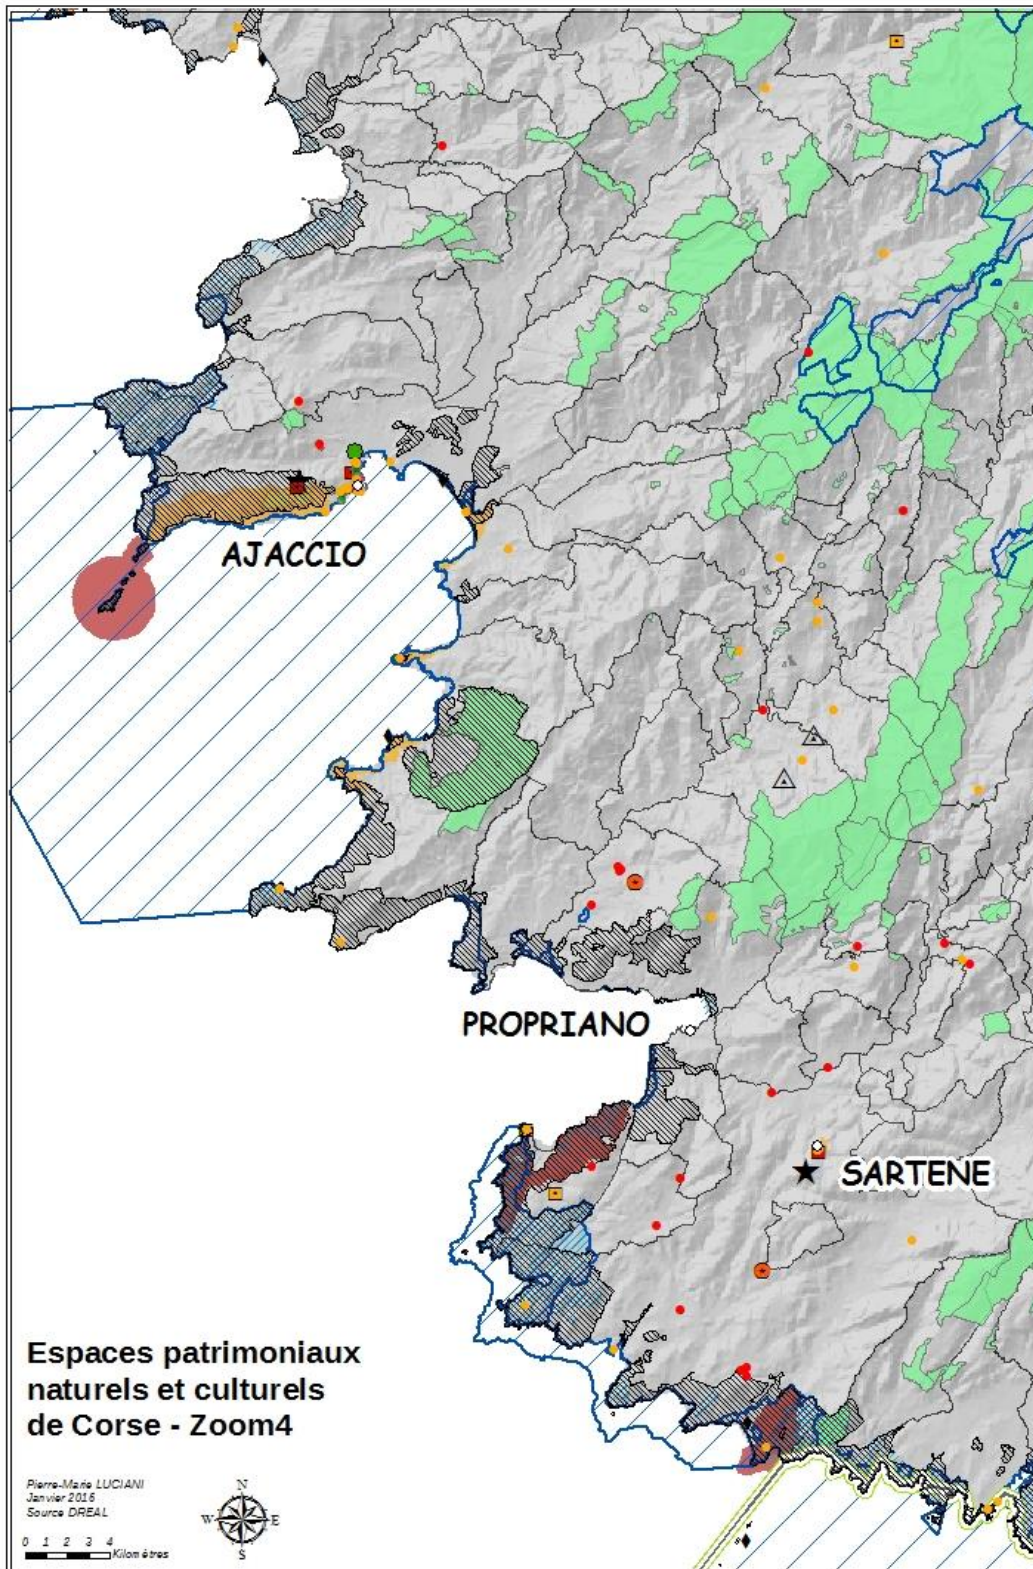 AJACCIO
PROPRIANO
SARTENE
Espaces patrimoniaux
naturels et culturels
de Corse - Zoom4
Pierre-Marie LUCIANI
Janvier 2016
Source DREAL
N
W E
S
0 1 2 3 4
Kilomètres